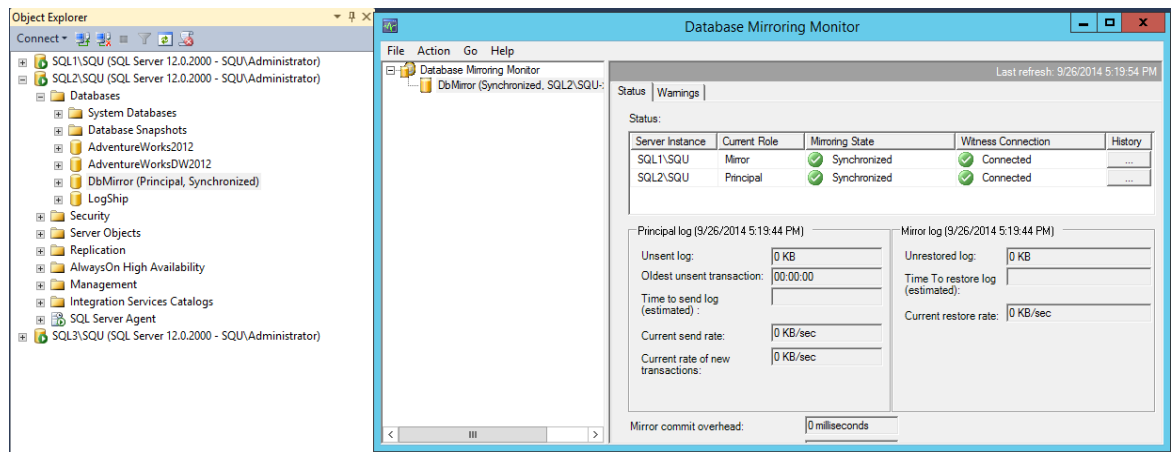 Object Explorer
Connect
SQL1\SQU (SQL Server 12.0.2000 - SQU\Administrator)
SQL2\SQU (SQL Server 12.0.2000 - SQU\Administrator)
Databases
System Databases
Database Snapshots
AdventureWorks2012
AdventureWorksDW2012
DbMirror (Principal, Synchronized)
LogShip
Security
Server Objects
Replication
AlwaysOn High Availability
Management
Integration Services Catalogs
SQL Server Agent
SQL3\SQU (SQL Server 12.0.2000 - SQU\Administrator)
Database Mirroring Monitor
File Action Go Help
Database Mirroring Monitor
DbMirror (Synchronized, SQL2\SQU-
Last refresh: 9/26/2014 5:19:54 PM
Status Warnings
Status:
Server Instance Current Role Mirroring State Witness Connection History
SQL1\SQU Mirror Synchronized Connected ...
SQL2\SQU Principal Synchronized Connected ...
Principal log (9/26/2014 5:19:44 PM)
Unsent log: 0 KB
Oldest unsent transaction: 00:00:00
Time to send log
(estimated) :
Current send rate: 0 KB/sec
Current rate of new
transactions: 0 KB/sec
Mirror log (9/26/2014 5:19:44 PM)
Unrestored log: 0 KB
Time To restore log
(estimated):
Current restore rate: 0 KB/sec
Mirror commit overhead: 0 milliseconds